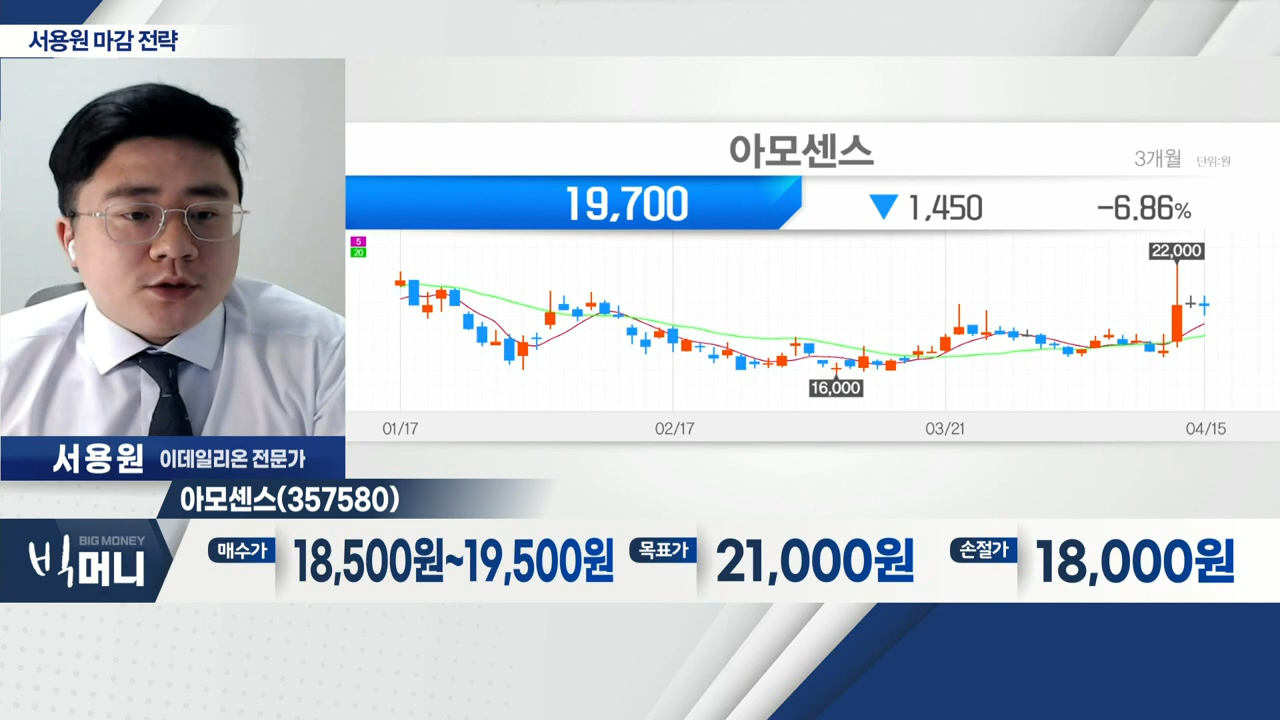 서용원 마감 전략
아모센스
3개월 단위:원
19,700 ▼ 1,450 -6.86%
5
20
22,000
16,000
01/17 02/17 03/21 04/15
서용원 이데일리온 전문가
아모센스(357580)
BIG MONEY
빅머니
매수가 18,500원~19,500원 목표가 21,000원 손절가 18,000원